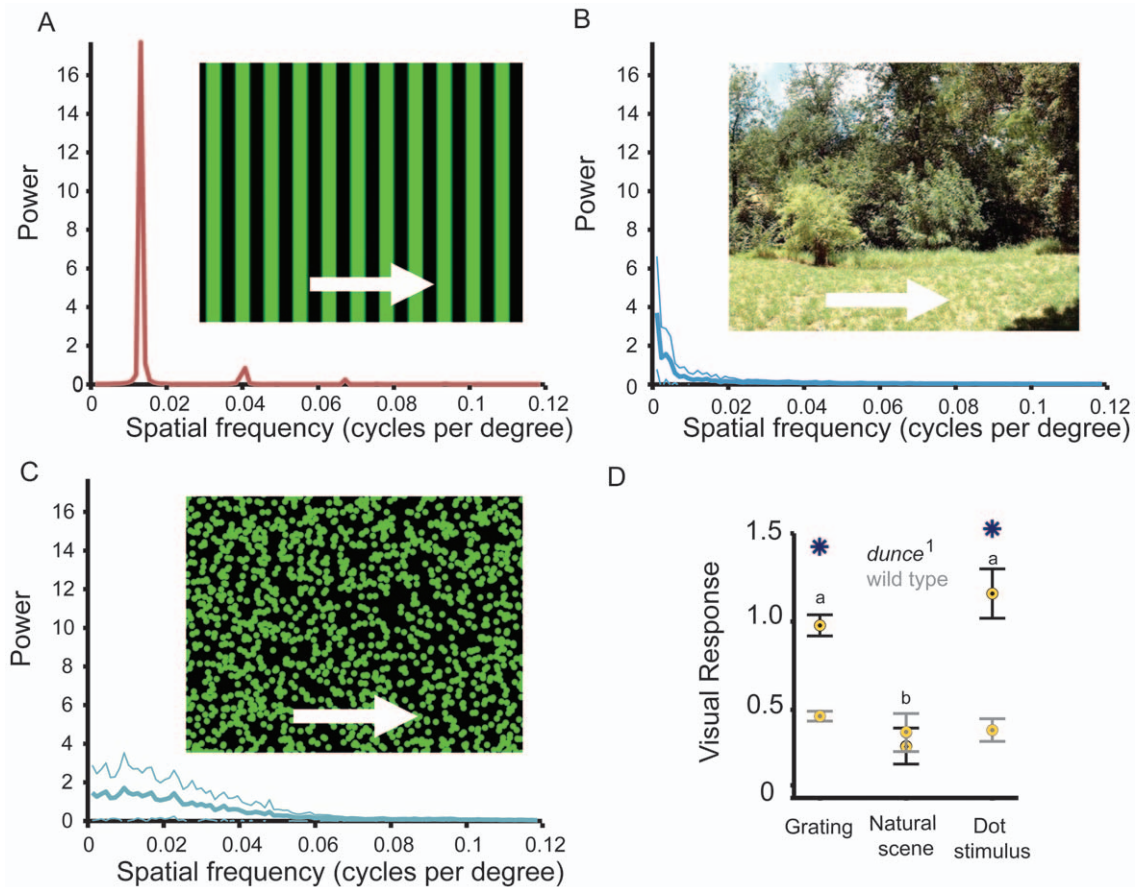 A
16
14
12
10
8
6
4
2
0
Power
0 0.02 0.04 0.06 0.08 0.10 0.12
Spatial frequency (cycles per degree)
B
16
14
12
10
8
6
4
2
0
Power
0 0.02 0.04 0.06 0.08 0.10 0.12
Spatial frequency (cycles per degree)
C
16
14
12
10
8
6
4
2
0
Power
0 0.02 0.04 0.06 0.08 0.10 0.12
Spatial frequency (cycles per degree)
D
1.5
1.0
0.5
0
Visual Response
dunce1
wild type
a
b
a
Grating
Natural
scene
Dot
stimulus